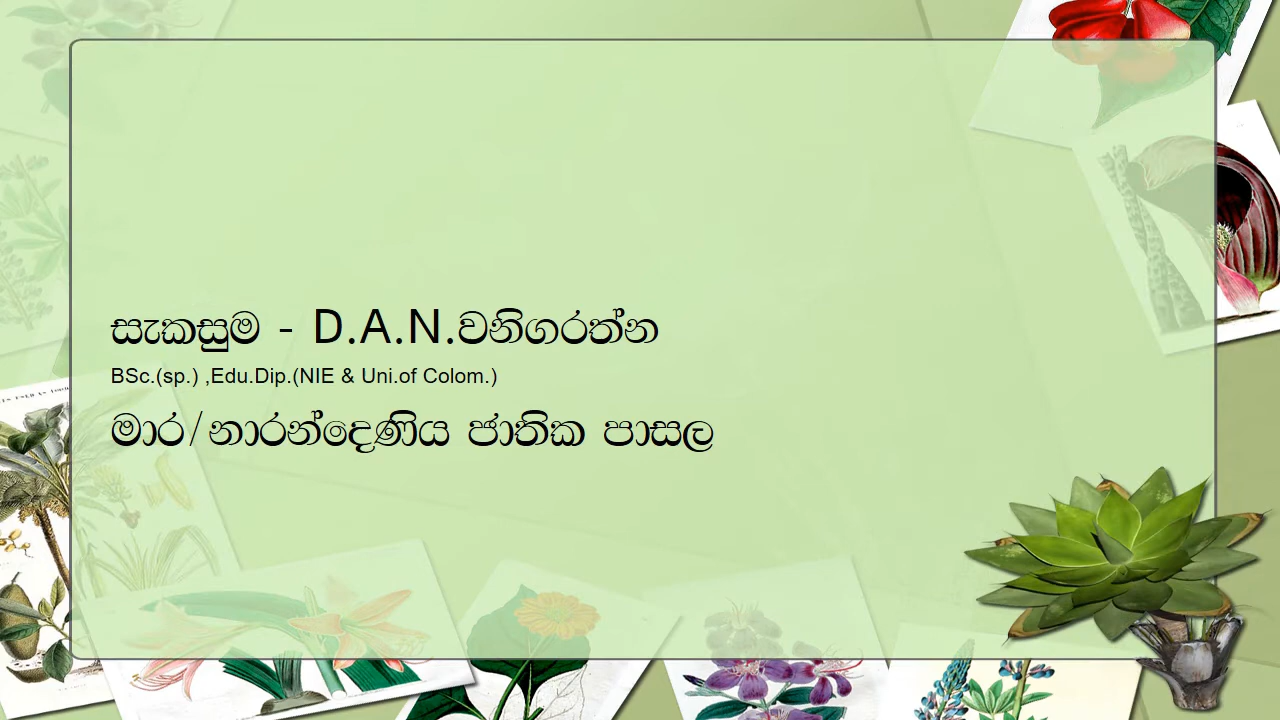 සැකසුම - D.A.N.වනිගරත්න
BSc.(sp.) ,Edu.Dip.(NIE & Uni.of Colom.)
මාර/නාරන්දෙණිය ජාතික පාසල